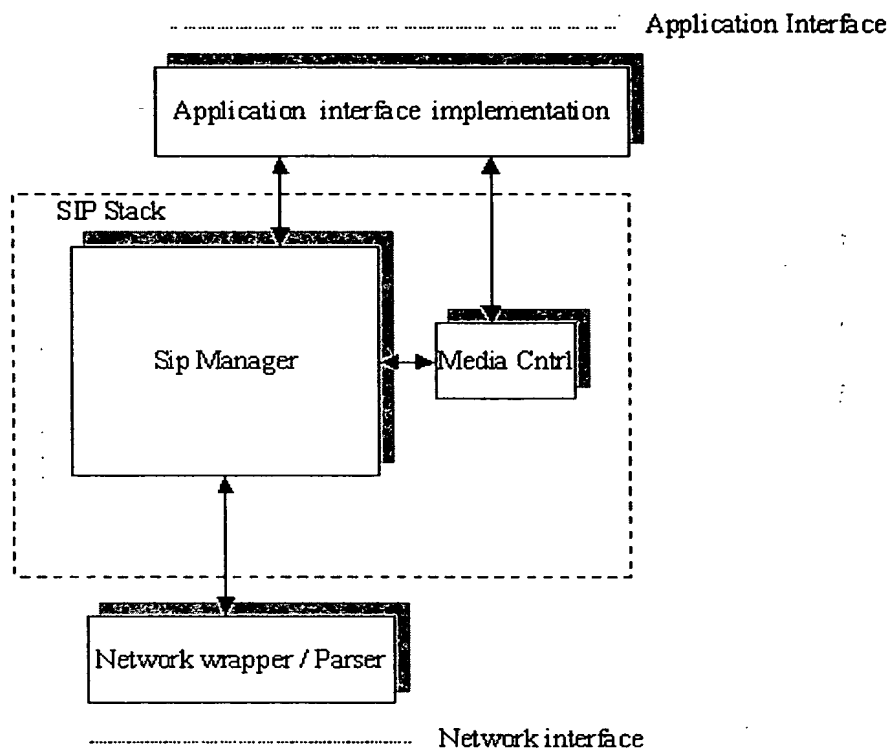 Application Interface
Application interface implementation
SIP Stack
Sip Manager
Media Cntrl
Network wrapper / Parser
Network interface